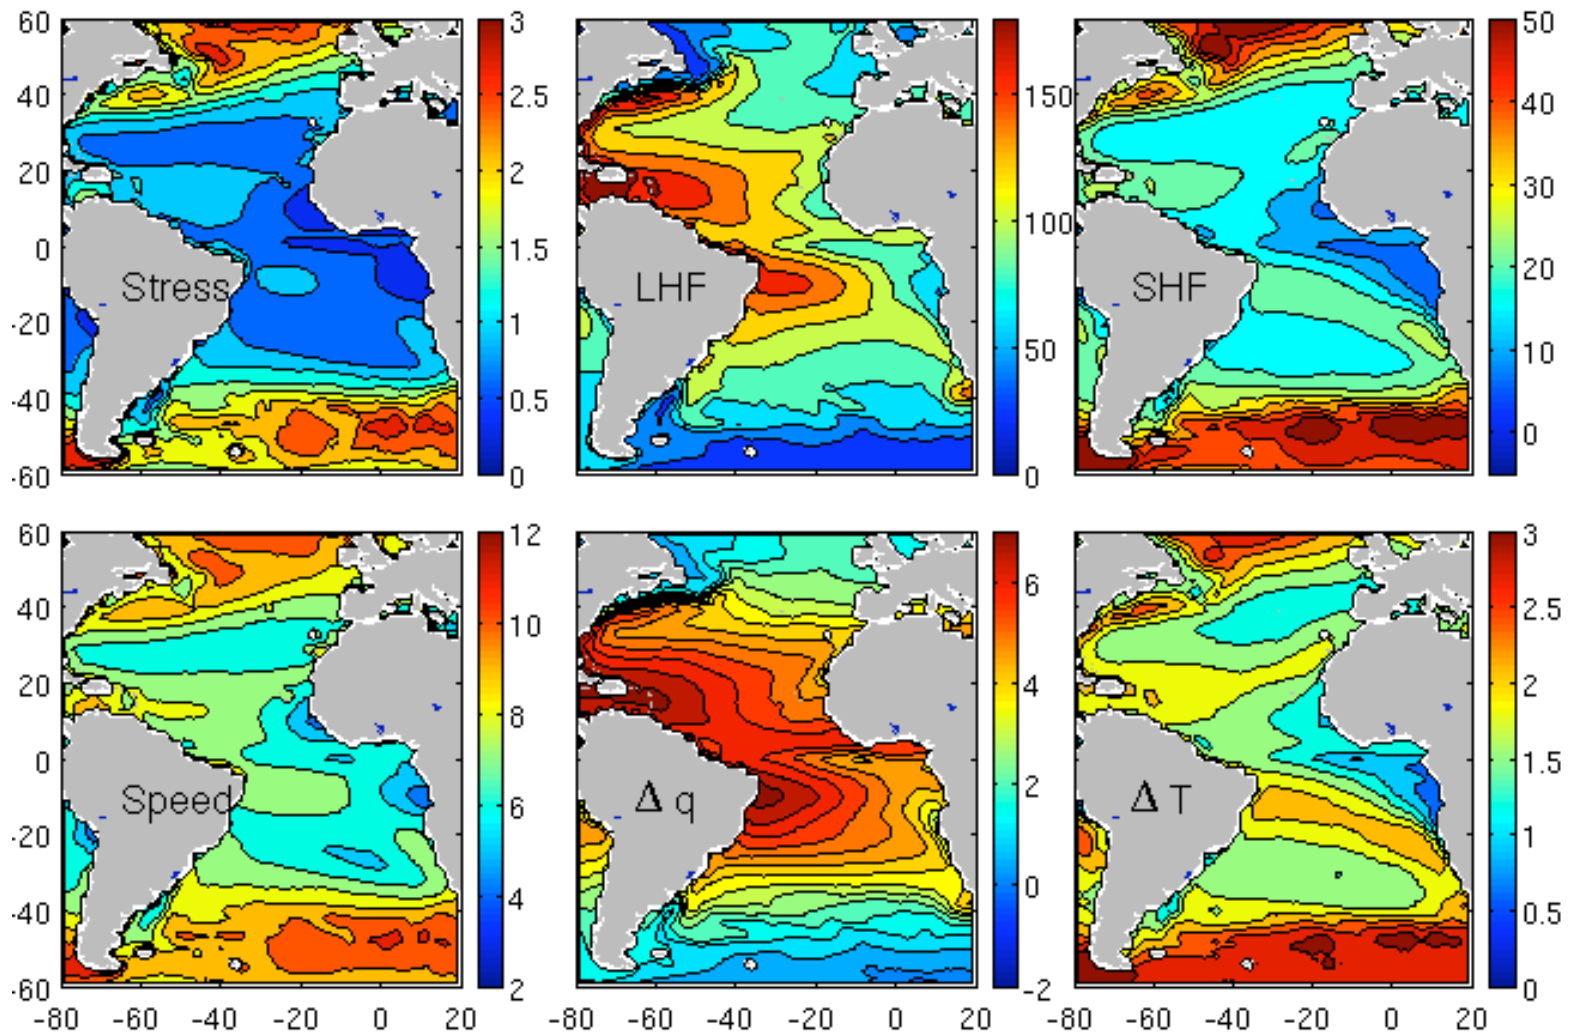 60 3 50
2.5
40 150 40
20 2 30
0 1.5 100 20
Stress LHF SHF
-20 1 50 10
-40 0.5 0
-60 0 0
60 12 3
6
40 10 2.5
20 4 2
8
0 2 1.5
Speed Δ q Δ T
-20 6 1
-40 4 0 0.5
-60 2 -2 0
-80 -60 -40 -20 0 20 -80 -60 -40 -20 0 20 -80 -60 -40 -20 0 20